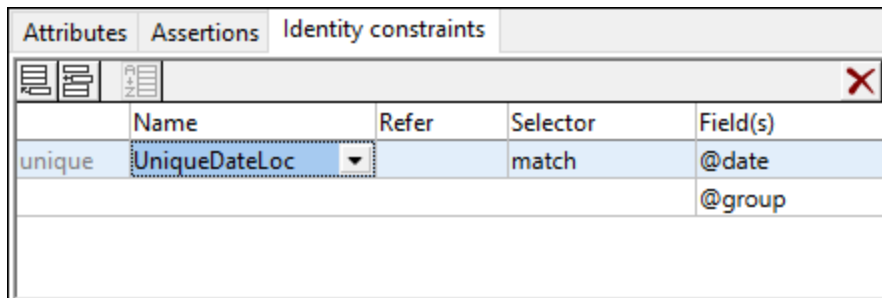 Attributes Assertions Identity constraints
Name Refer Selector Field(s)
unique UniqueDateLoc match @date
@group